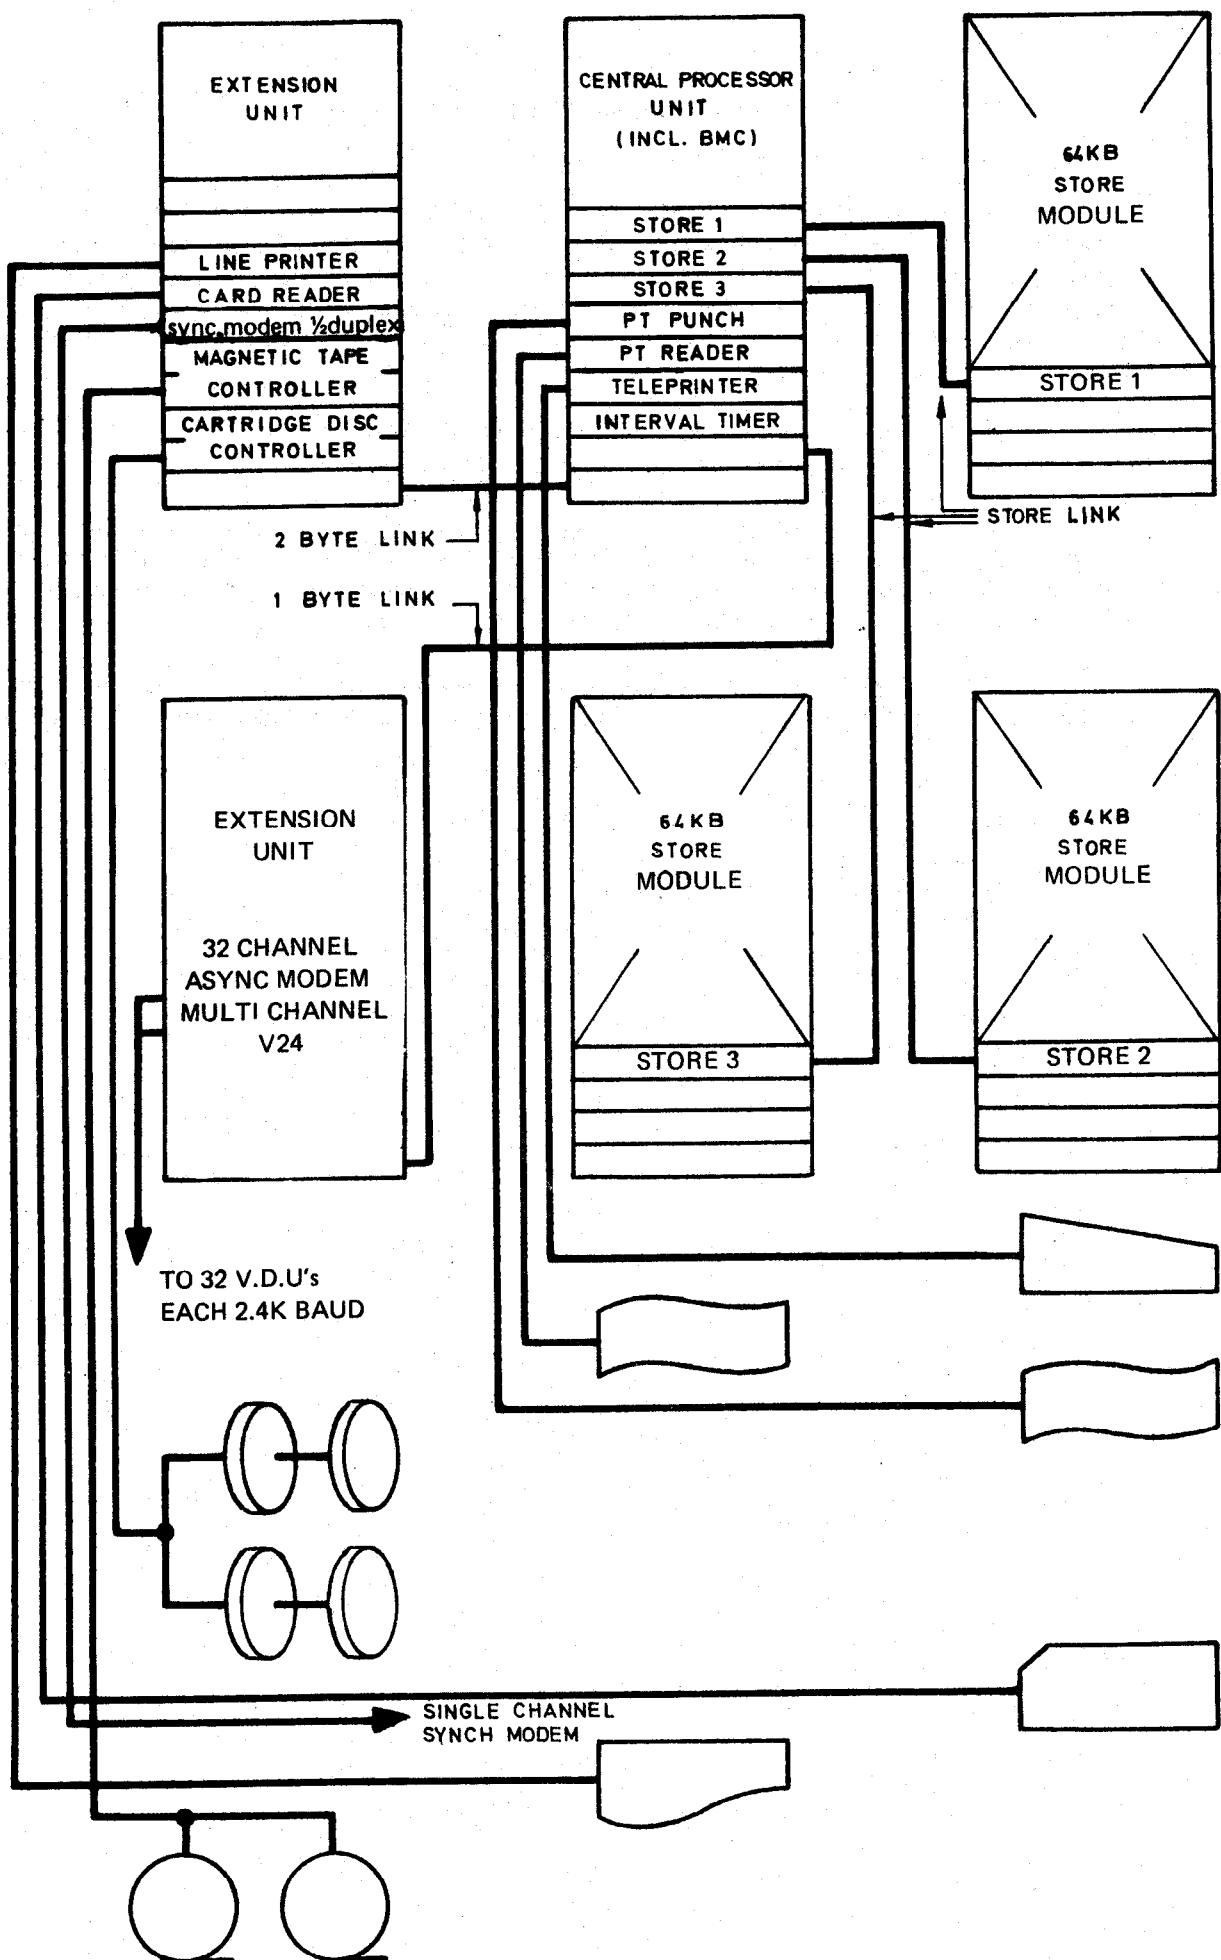 EXTENSION
UNIT
LINE PRINTER
CARD READER
sync.modem ½duplex
MAGNETIC TAPE
CONTROLLER
CARTRIDGE DISC
CONTROLLER
CENTRAL PROCESSOR
UNIT
(INCL. BMC)
STORE 1
STORE 2
STORE 3
PT PUNCH
PT READER
TELEPRINTER
INTERVAL TIMER
64KB
STORE
MODULE
STORE 1
STORE LINK
2 BYTE LINK
1 BYTE LINK
EXTENSION
UNIT
32 CHANNEL
ASYNC MODEM
MULTI CHANNEL
V24
64KB
STORE
MODULE
STORE 3
64KB
STORE
MODULE
STORE 2
TO 32 V.D.U's
EACH 2.4K BAUD
SINGLE CHANNEL
SYNCH MODEM